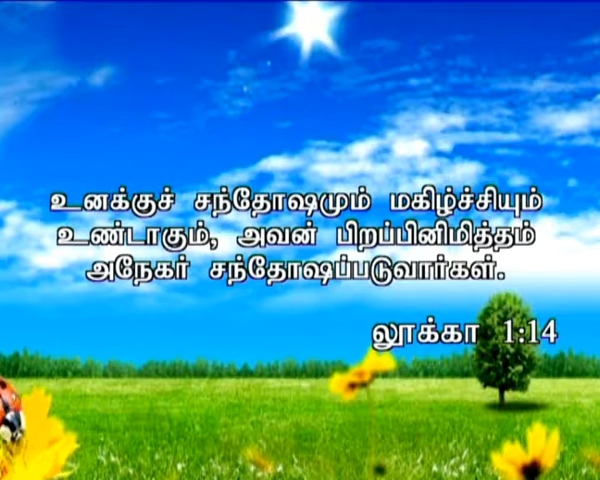 உனக்குச் சந்தோஷமும் மகிழ்ச்சியும்
உண்டாகும், அவன் பிறப்பினிமித்தம்
அநேகர் சந்தோஷப்படுவார்கள்.
லூக்கா 1:14